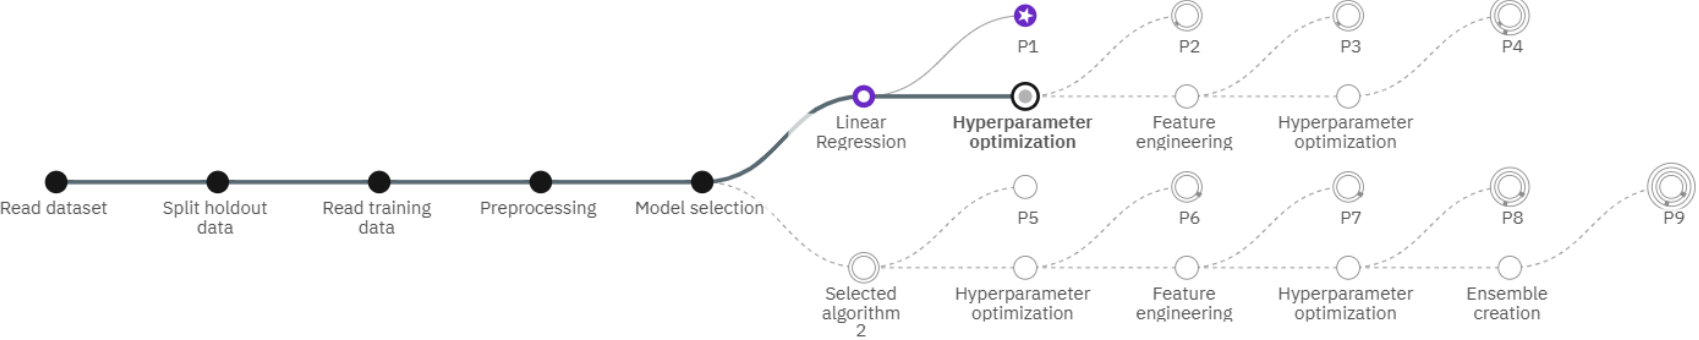 P1
P2
P3
P4
Linear
Regression
Hyperparameter
optimization
Feature
engineering
Hyperparameter
optimization
Read dataset
Split holdout
data
Read training
data
Preprocessing
Model selection
P5
P6
P7
P8
P9
Selected
algorithm
2
Hyperparameter
optimization
Feature
engineering
Hyperparameter
optimization
Ensemble
creation